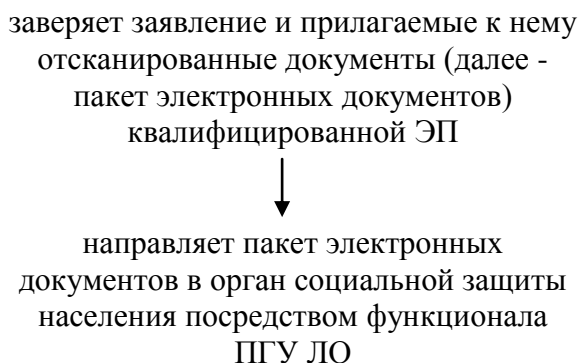 заверяет заявление и прилагаемые к нему
отсканированные документы (далее -
пакет электронных документов)
квалифицированной ЭП
направляет пакет электронных
документов в орган социальной защиты
населения посредством функционала
ПГУ ЛО